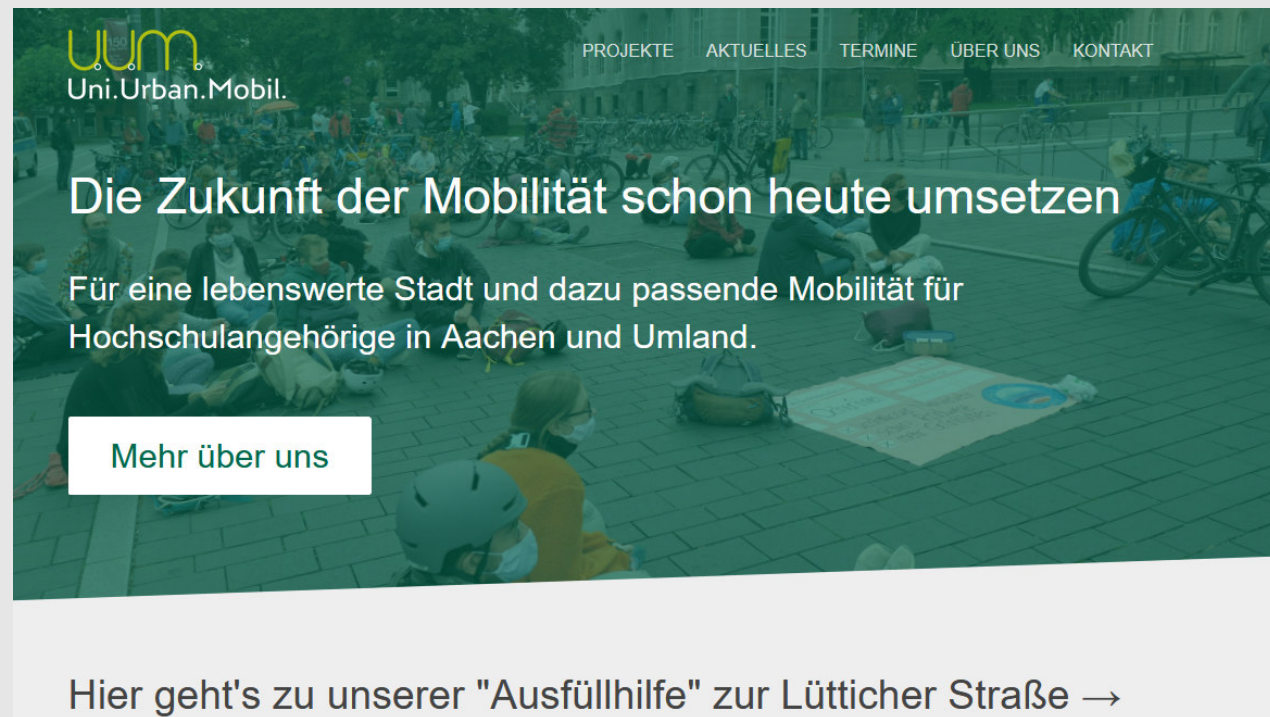 UUM
Uni.Urban.Mobil.
PROJEKTE AKTUELLES TERMINE ÜBER UNS KONTAKT
Die Zukunft der Mobilität schon heute umsetzen
Für eine lebenswerte Stadt und dazu passende Mobilität für
Hochschulangehörige in Aachen und Umland.
Mehr über uns
Hier geht's zu unserer "Ausfüllhilfe" zur Lütticher Straße →